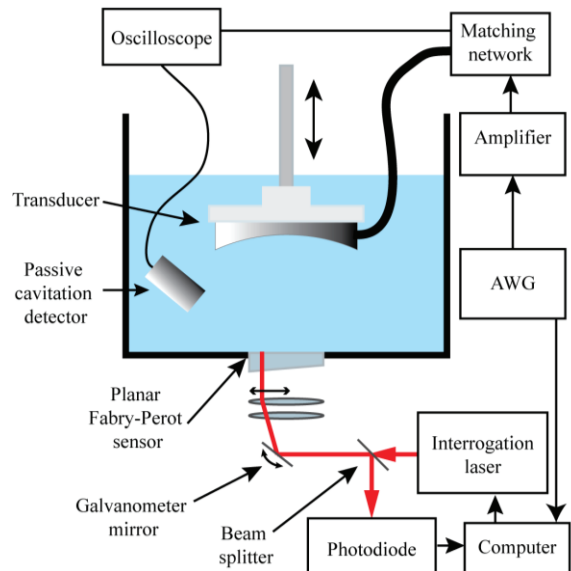 Oscilloscope
Matching
network
Amplifier
Transducer
Passive
cavitation
detector
AWG
Planar
Fabry-Perot
sensor
Interrogation
laser
Galvanometer
mirror
Beam
splitter
Photodiode
Computer